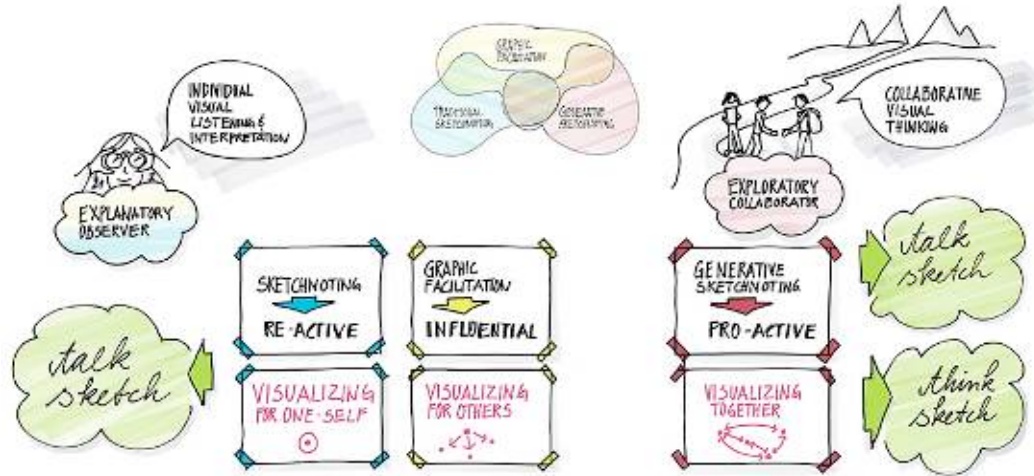 INDIVIDUAL
VISUAL
LISTENING &
INTERPRETATION
EXPLANATORY
OBSERVER
GRAPHIC
FACILITATION
TRADITIONAL
SKETCHNOTING
GENERATIVE
SKETCHNOTING
COLLABORATIVE
VISUAL
THINKING
EXPLORATORY
COLLABORATOR
SKETCHNOTING
RE-ACTIVE
GRAPHIC
FACILITATION
INFLUENTIAL
GENERATIVE
SKETCHNOTING
PRO-ACTIVE
talk
sketch
talk
sketch
VISUALIZING
FOR ONE-SELF
VISUALIZING
FOR OTHERS
VISUALIZING
TOGETHER
think
sketch